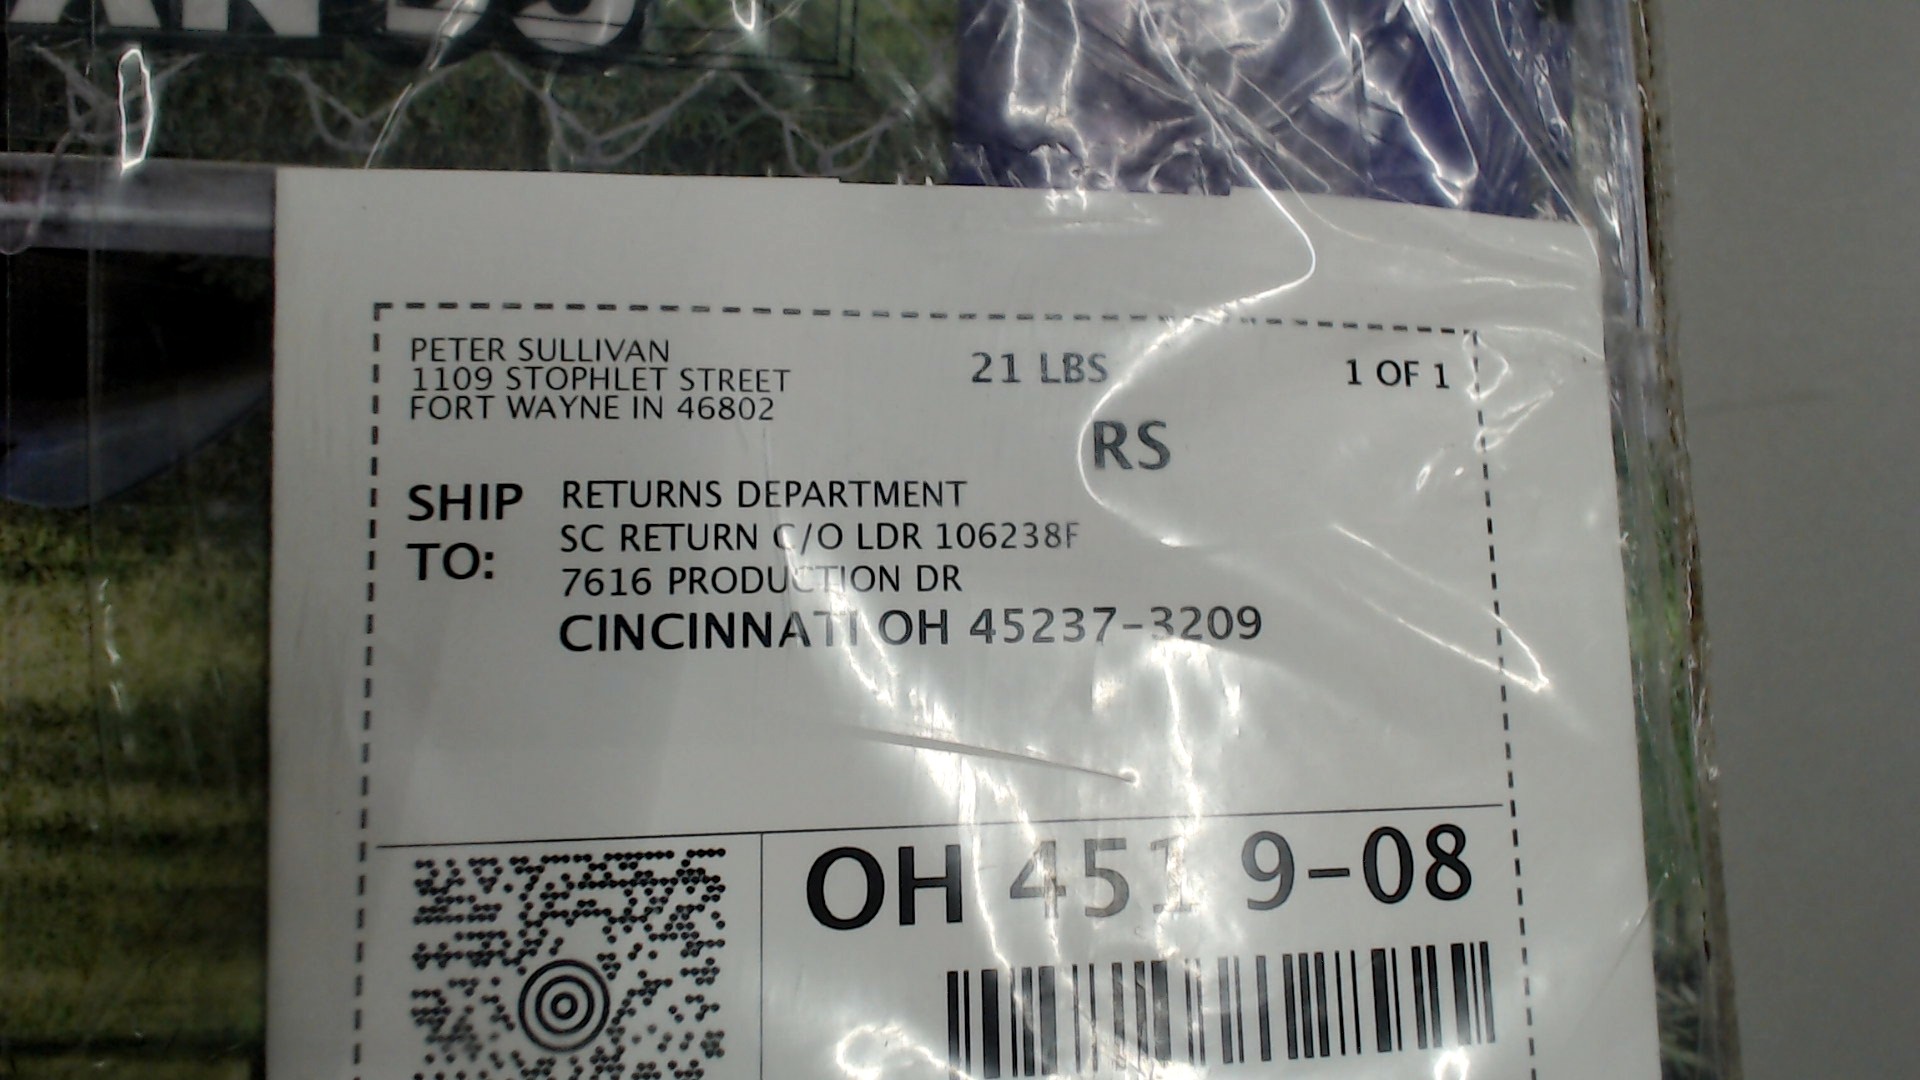 PETER SULLIVAN
1109 STOPHLET STREET
FORT WAYNE IN 46802
21 LBS
1 OF 1
RS
SHIP TO:
RETURNS DEPARTMENT
SC RETURN C/O LDR 106238F
7616 PRODUCTION DR
CINCINNATI OH 45237-3209
OH 451 9-08